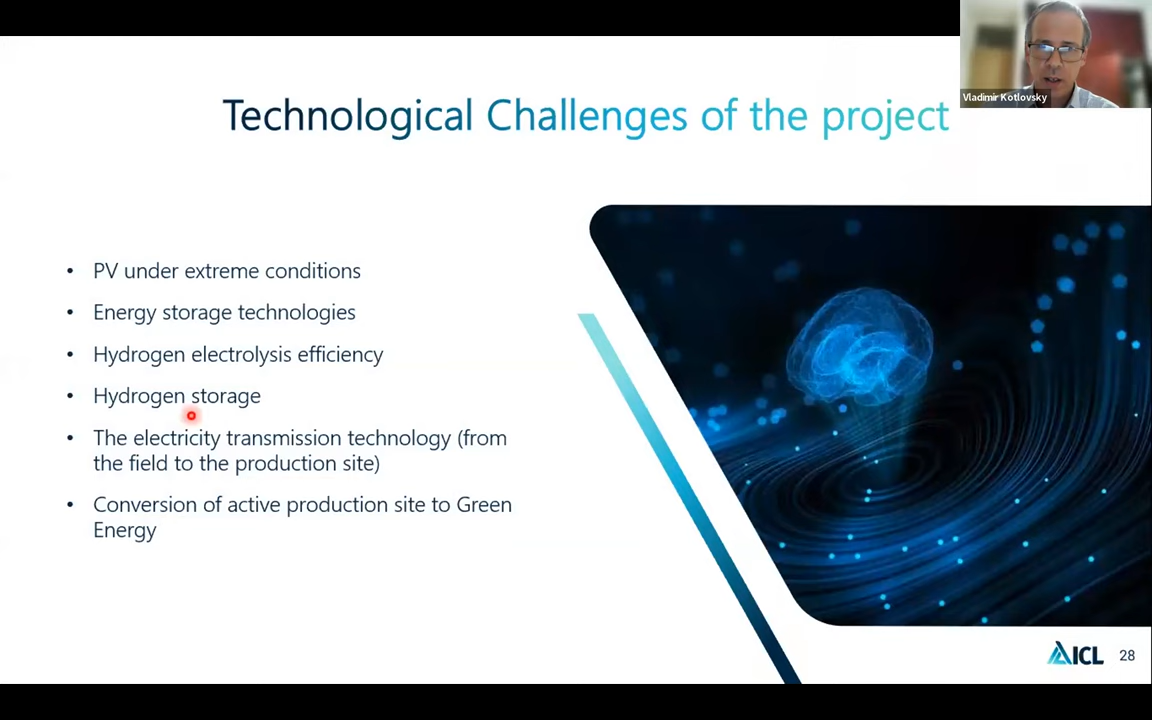 Vladimir Kotlovsky
Technological Challenges of the project
• PV under extreme conditions
• Energy storage technologies
• Hydrogen electrolysis efficiency
• Hydrogen storage
• The electricity transmission technology (from
the field to the production site)
• Conversion of active production site to Green
Energy
ICL 28